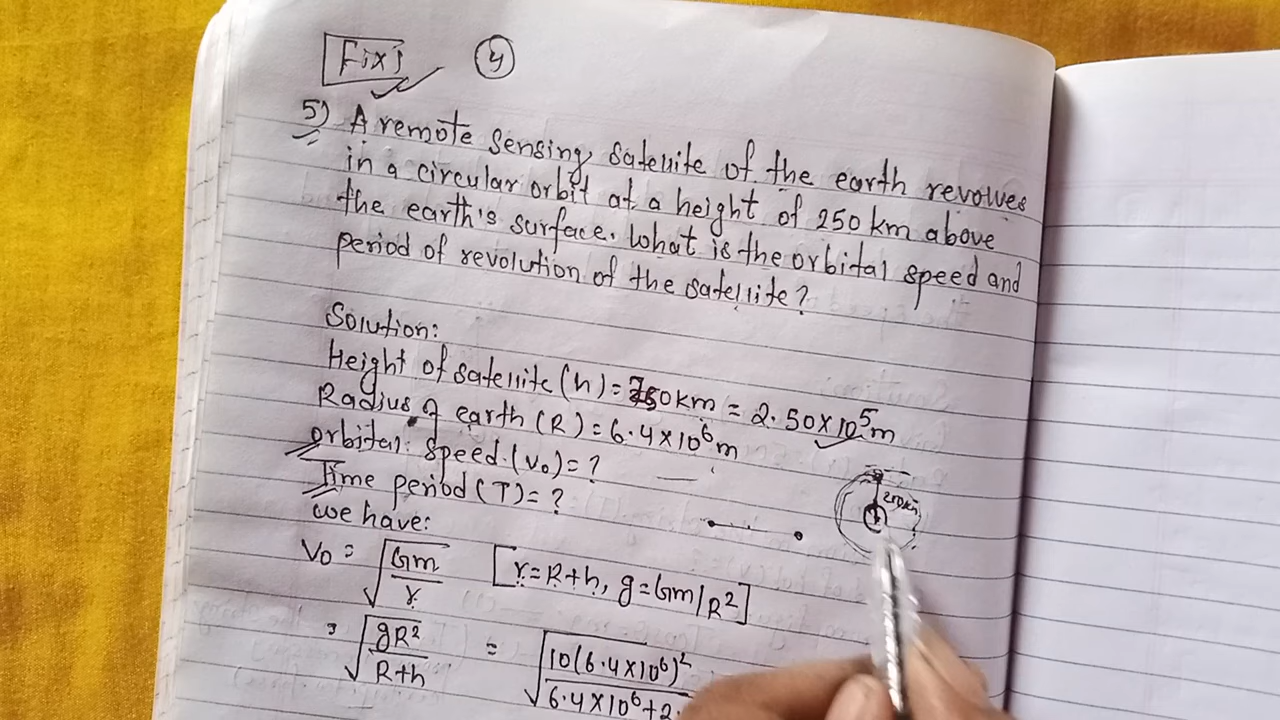 Fix 5
4
5) A remote sensing satellite of the earth revolves
in a circular orbit at a height of 250 km above
the earth's surface. What is the orbital speed and
period of revolution of the satellite?
Solution:
Height of satellite (h) = 250 km = 2.50×10⁵m
Radius of earth (R) = 6.4×10⁶m
orbital speed (v₀) = ?
Time period (T) = ?
we have:
V₀ = √(Gm/r) [r = R+h, g = Gm/R²]
= √(gR²/(R+h)) = √(10(6.4×10⁶)²/(6.4×10⁶+2.